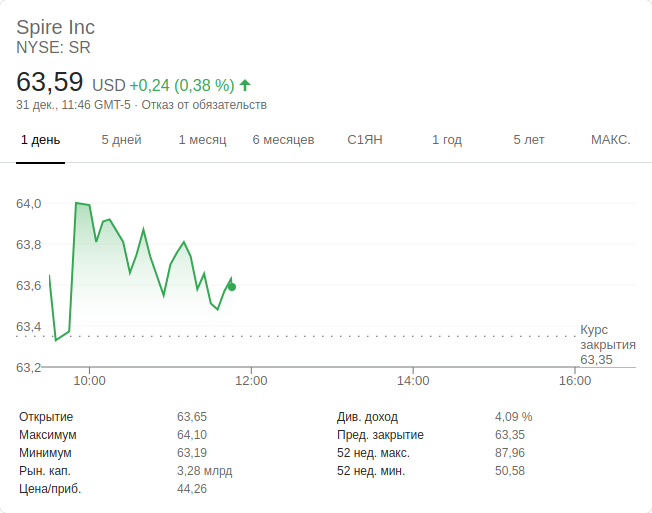 Spire Inc
NYSE: SR
63,59 USD +0,24 (0,38 %)
31 дек., 11:46 GMT-5 · Отказ от обязательств
1 день 5 дней 1 месяц 6 месяцев С1ЯН 1 год 5 лет МАКС.
64,0
63,8
63,6
63,4
63,2
Курс
закрытия
63,35
10:00 12:00 14:00 16:00
Открытие 63,65 Див. доход 4,09 %
Максимум 64,10 Пред. закрытие 63,35
Минимум 63,19 52 нед. макс. 87,96
Рын. кап. 3,28 млрд 52 нед. мин. 50,58
Цена/приб. 44,26